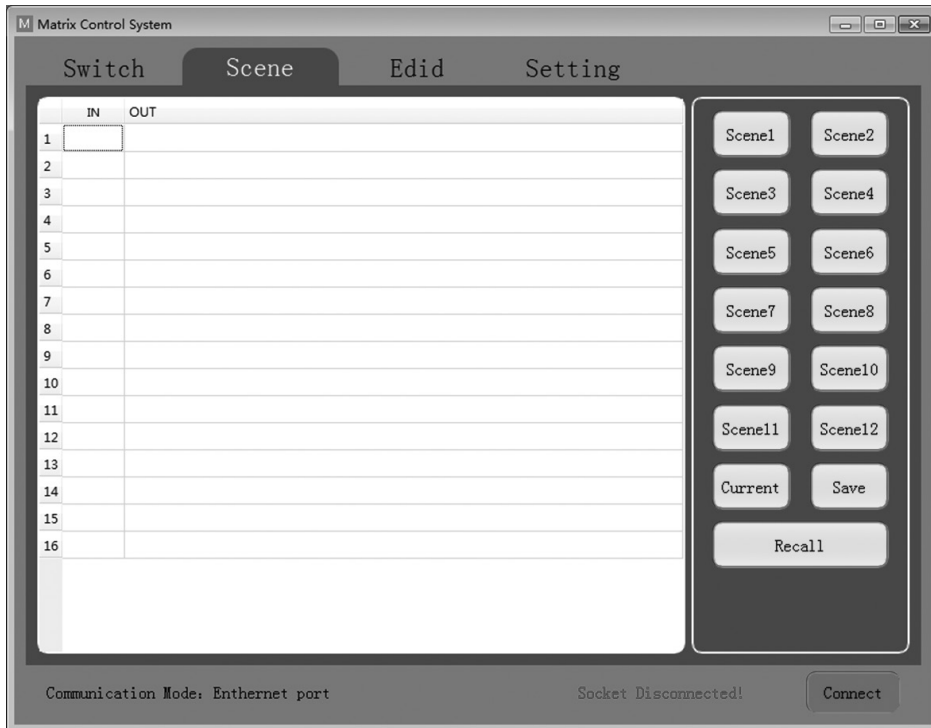 M Matrix Control System
Switch Scene Edid Setting
IN OUT
1
2
3
4
5
6
7
8
9
10
11
12
13
14
15
16
Scene1 Scene2
Scene3 Scene4
Scene5 Scene6
Scene7 Scene8
Scene9 Scene10
Scene11 Scene12
Current Save
Recall
Communication Mode: Enthernet port Socket Disconnected! Connect